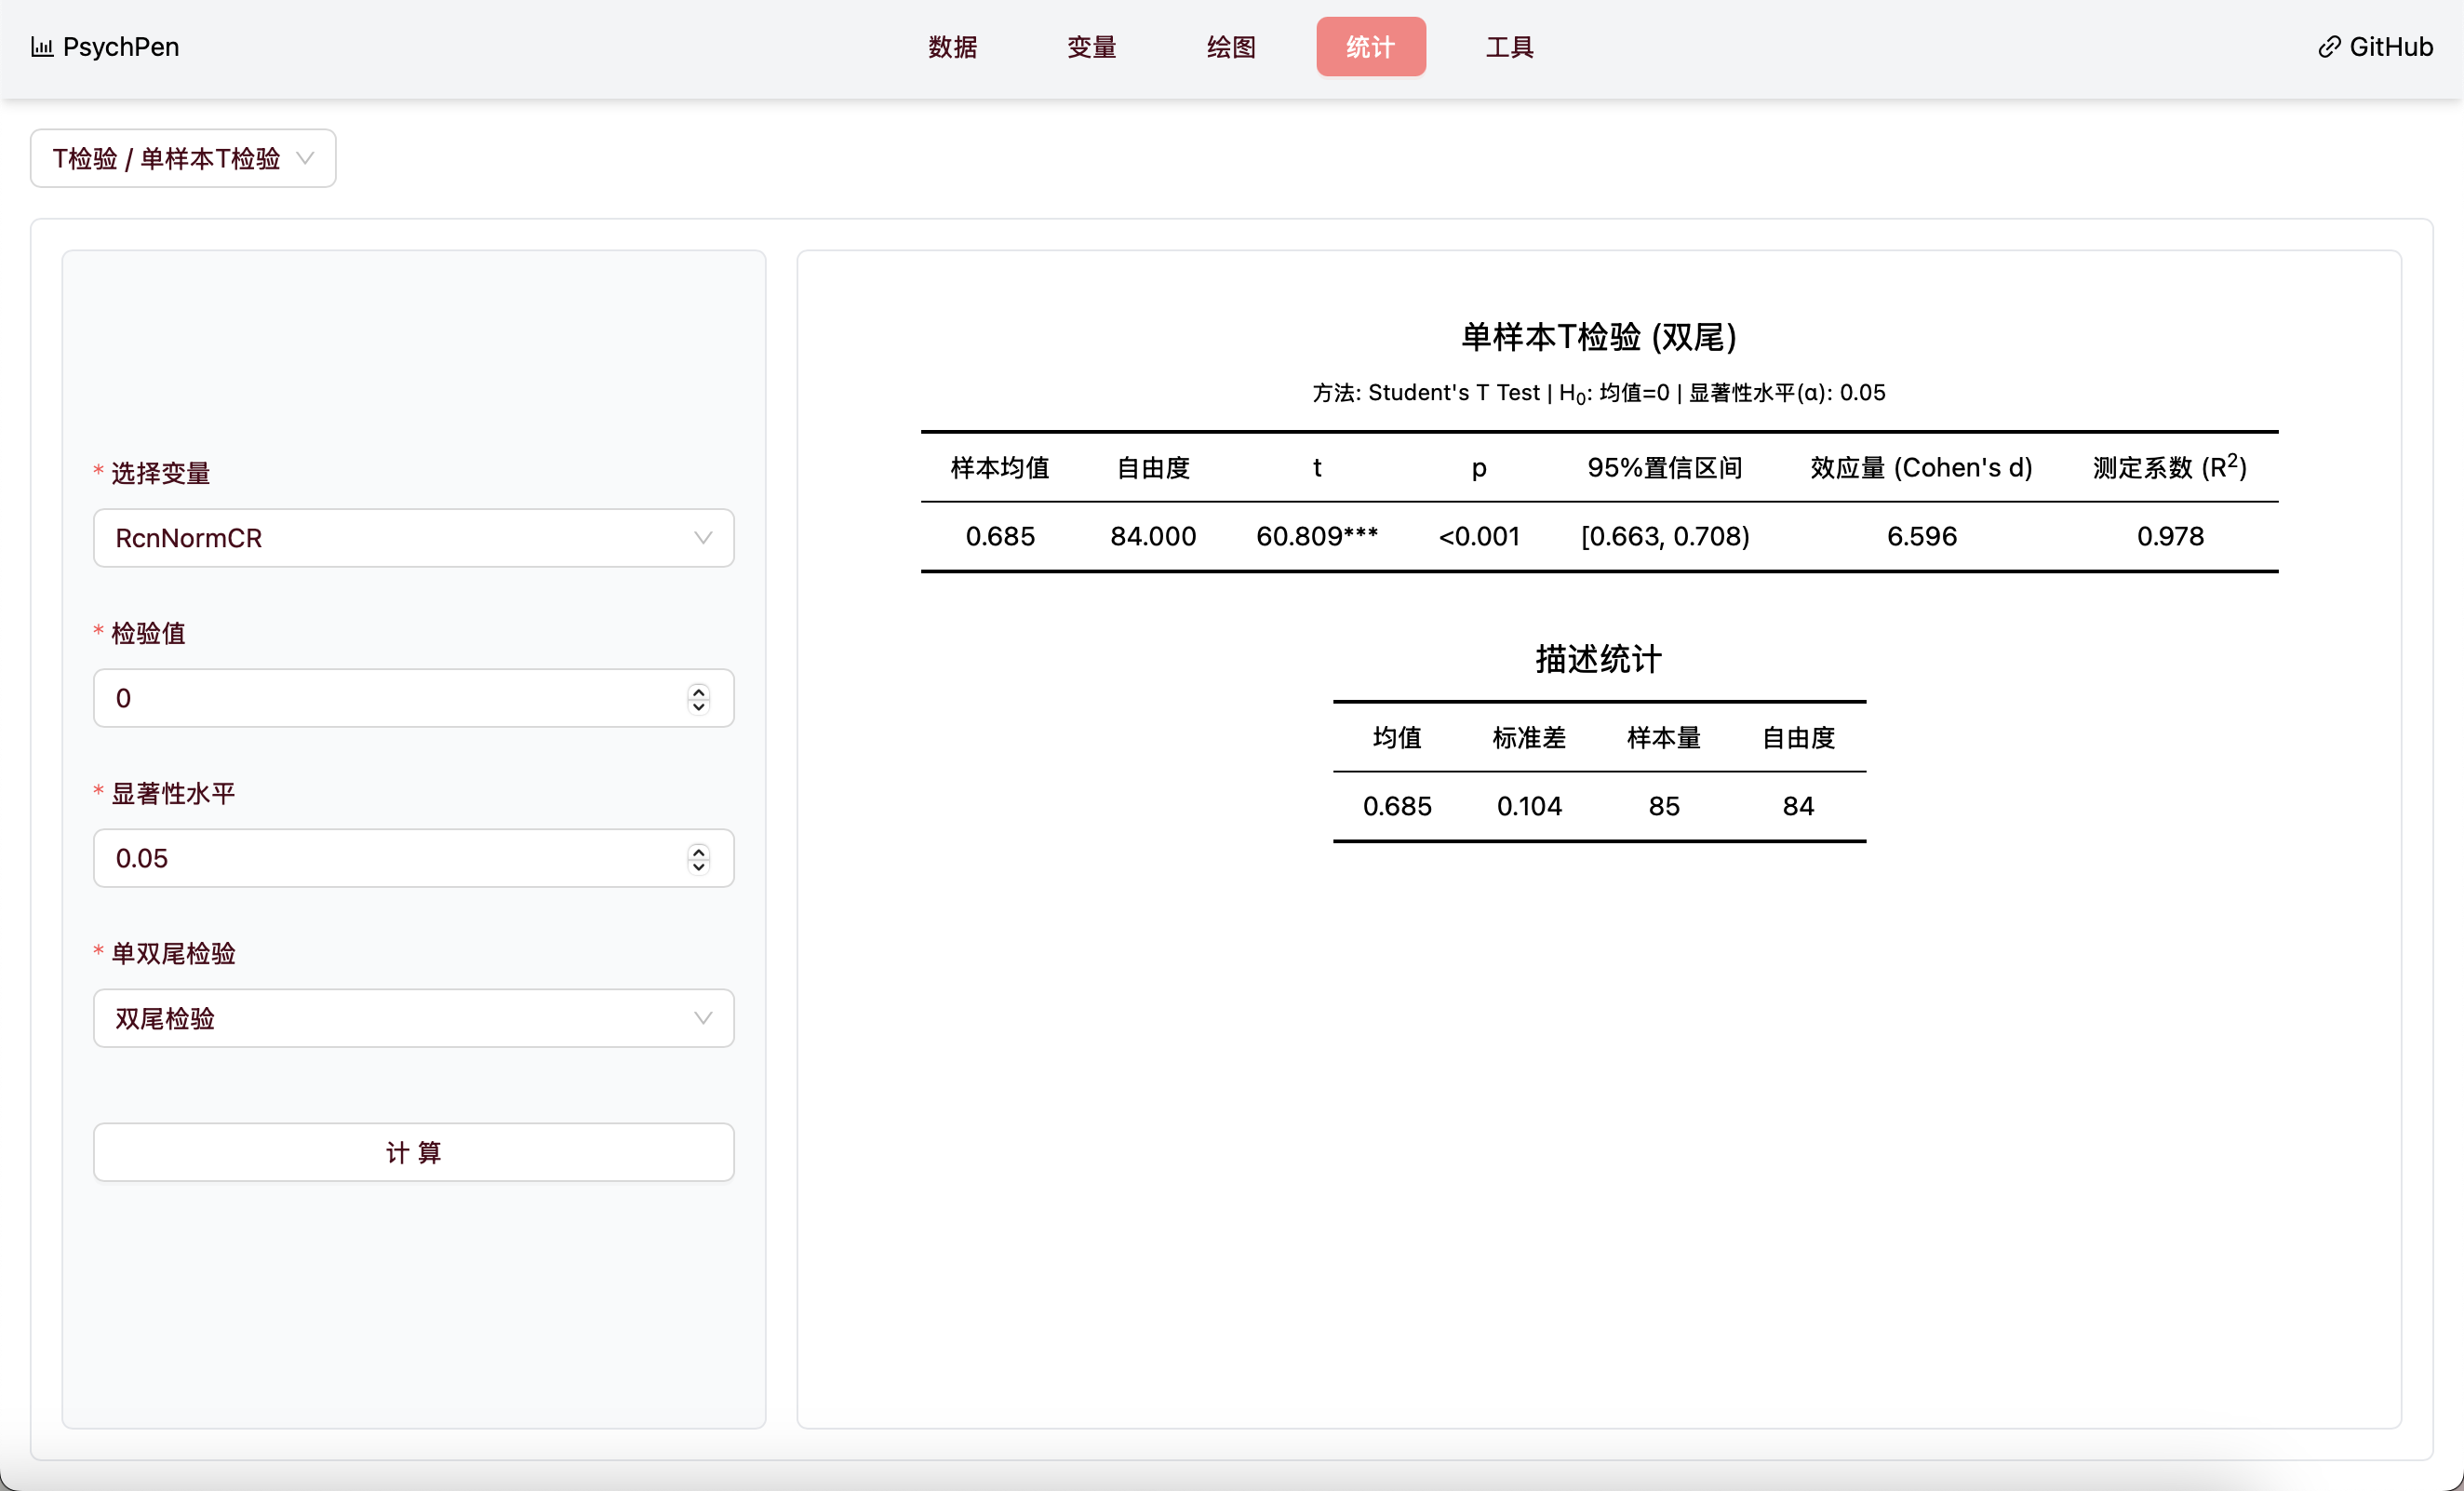 PsychPen
数据 变量 绘图 统计 工具
GitHub
T检验 / 单样本T检验
* 选择变量
RcnNormCR
* 检验值
0
* 显著性水平
0.05
* 单双尾检验
双尾检验
计 算
单样本T检验 (双尾)
方法: Student's T Test | H₀: 均值=0 | 显著性水平(α): 0.05
样本均值 自由度 t p 95%置信区间 效应量 (Cohen's d) 测定系数 (R²)
0.685 84.000 60.809*** <0.001 [0.663, 0.708) 6.596 0.978
描述统计
均值 标准差 样本量 自由度
0.685 0.104 85 84